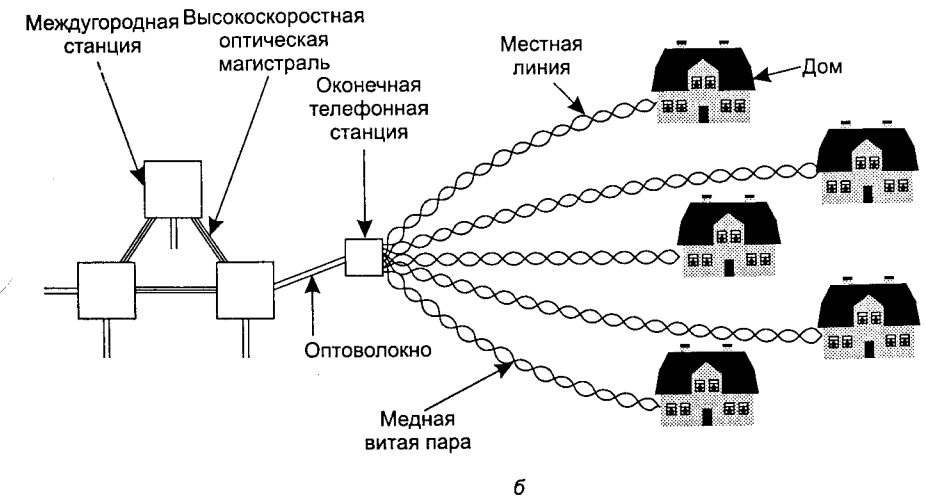 Междугородная
станция
Высокоскоростная
оптическая
магистраль
Оконечная
телефонная
станция
Местная
линия
Дом
Оптоволокно
Медная
витая пара
б